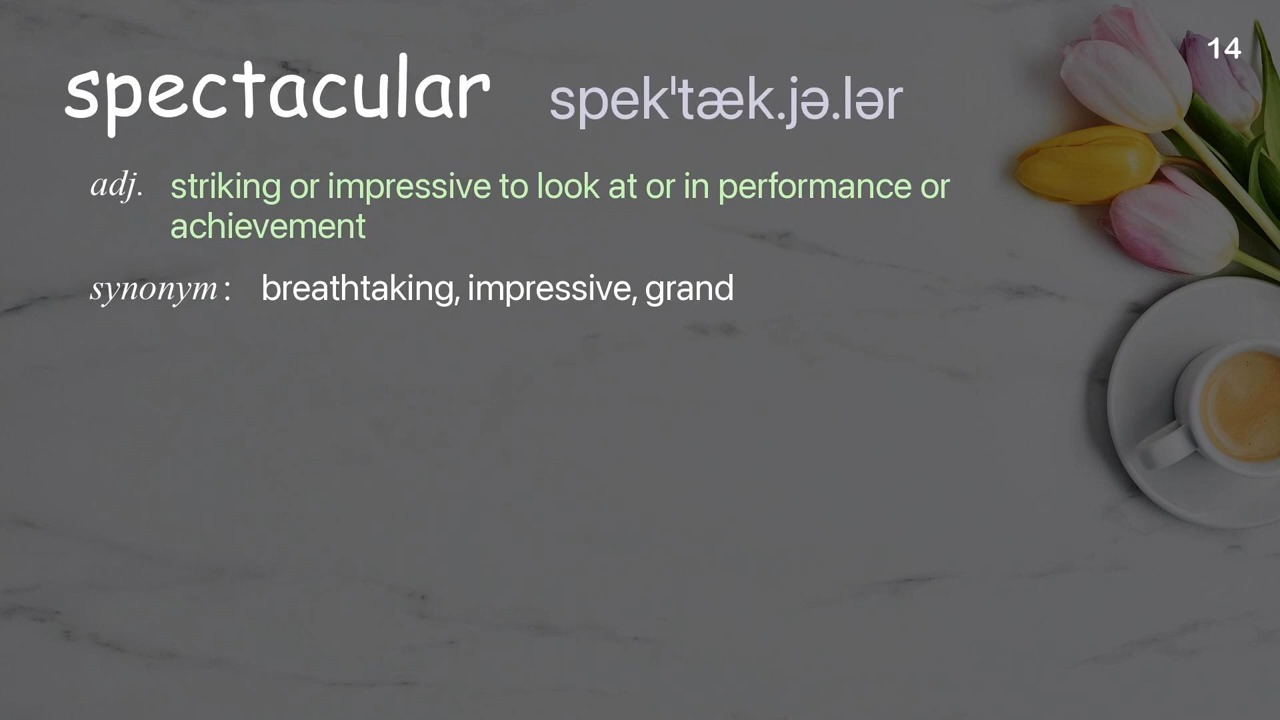 14
spectacular spekˈtæk.jə.lər
adj. striking or impressive to look at or in performance or
achievement
synonym: breathtaking, impressive, grand